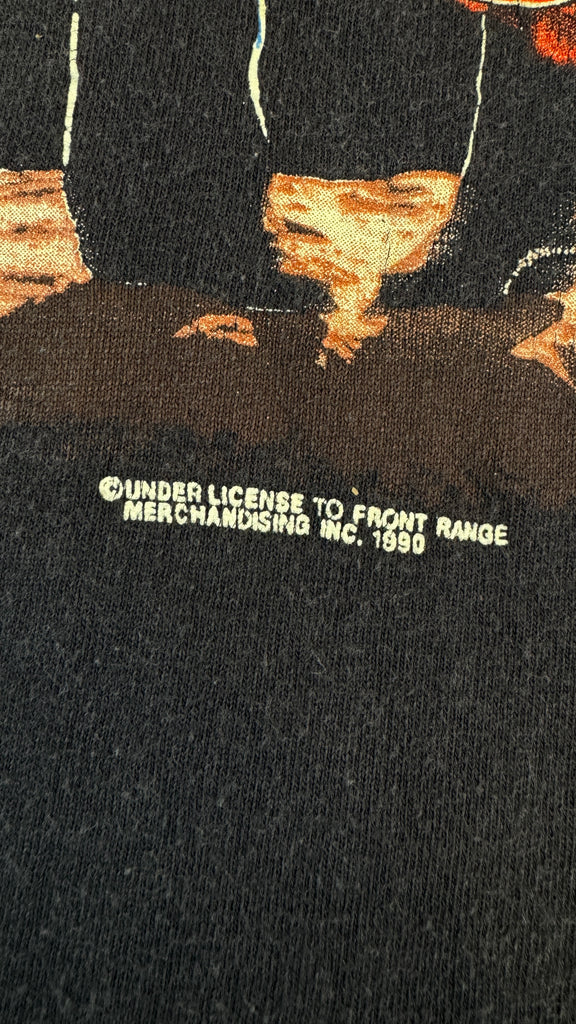 ©UNDER LICENSE TO FRONT RANGE
MERCHANDISING INC. 1990